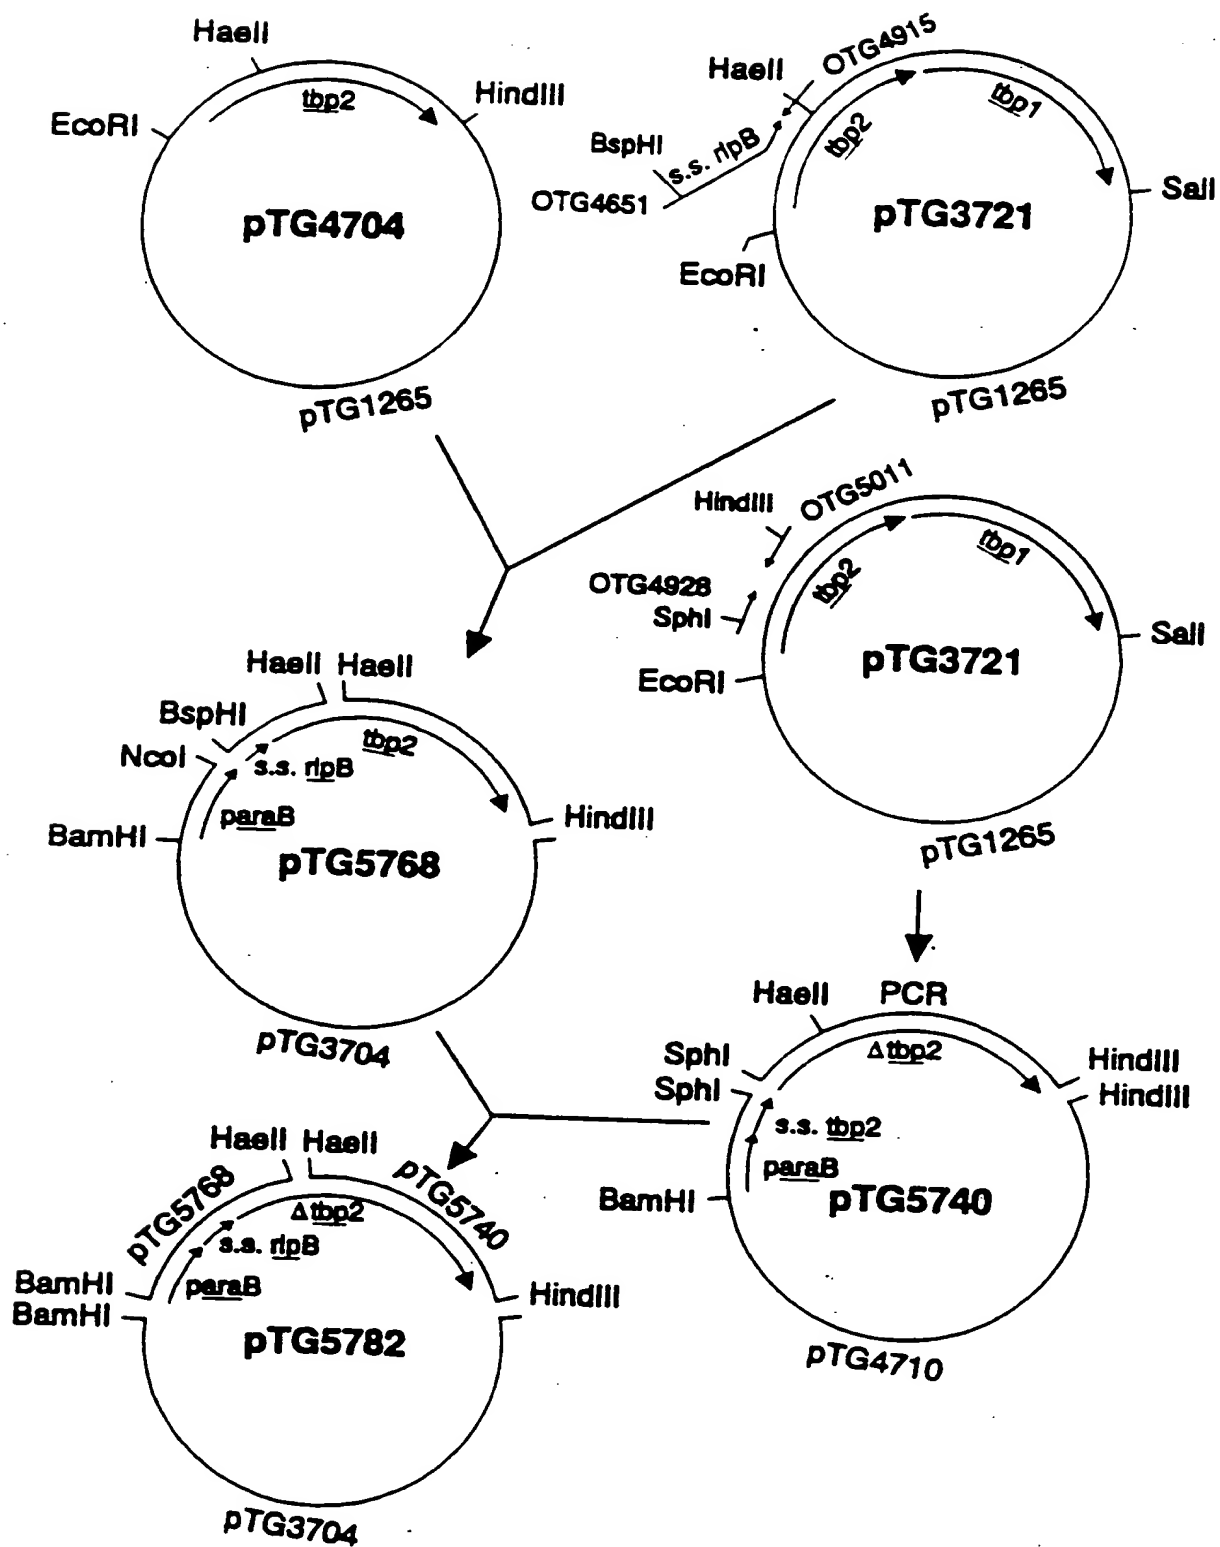 HaeII
tbp2
HindIII
EcoRI
pTG4704
pTG1265
OTG4915
HaeII
tbp1
BspHI
s.s. rlpB
tbp2
OTG4651
SalI
pTG3721
EcoRI
pTG1265
HindIII
OTG5011
tbp1
OTG4928
tbp2
SphI
SalI
pTG3721
EcoRI
pTG1265
HaeII HaeII
BspHI
tbp2
NcoI
s.s. rlpB
paraB
HindIII
BamHI
pTG5768
pTG3704
HaeII
PCR
SphI
Δ tbp2
HindIII
SphI
HindIII
s.s. tbp2
paraB
BamHI
pTG5740
pTG4710
HaeII HaeII
pTG5768
pTG5740
Δ tbp2
s.s. rlpB
BamHI
paraB
HindIII
BamHI
pTG5782
pTG3704